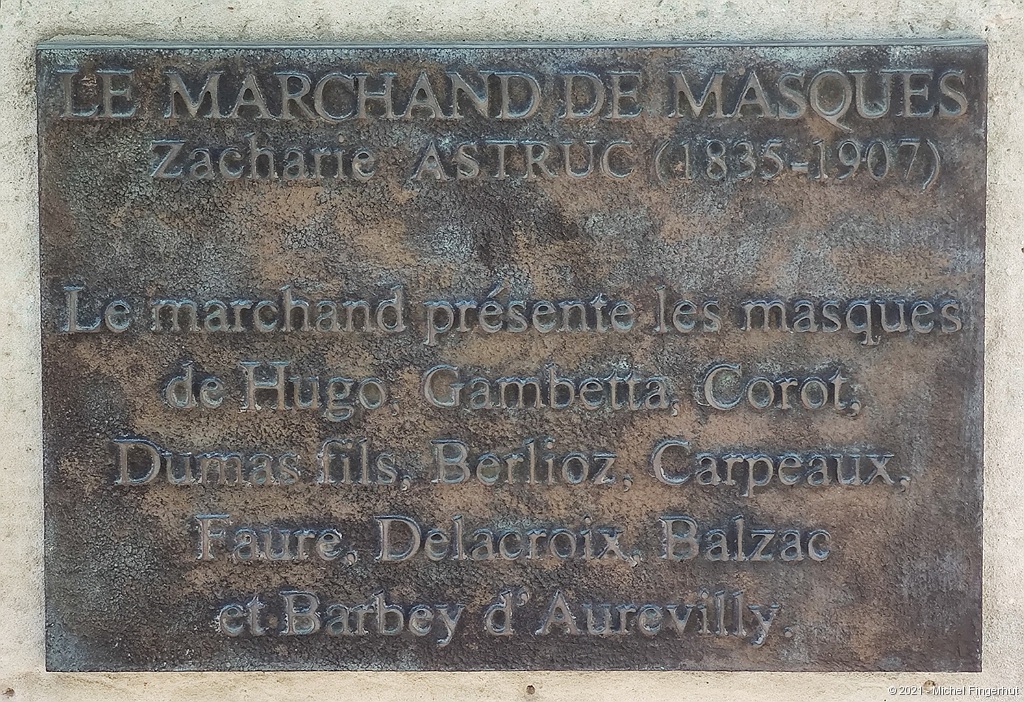 LE MARCHAND DE MASQUES
Zacharie ASTRUC (1835-1907)
Le marchand présente les masques
de Hugo, Gambetta, Corot,
Dumas fils, Berlioz, Carpeaux,
Faure, Delacroix, Balzac
et Barbey d'Aurevilly.
© 2021 - Michel Fingerhut